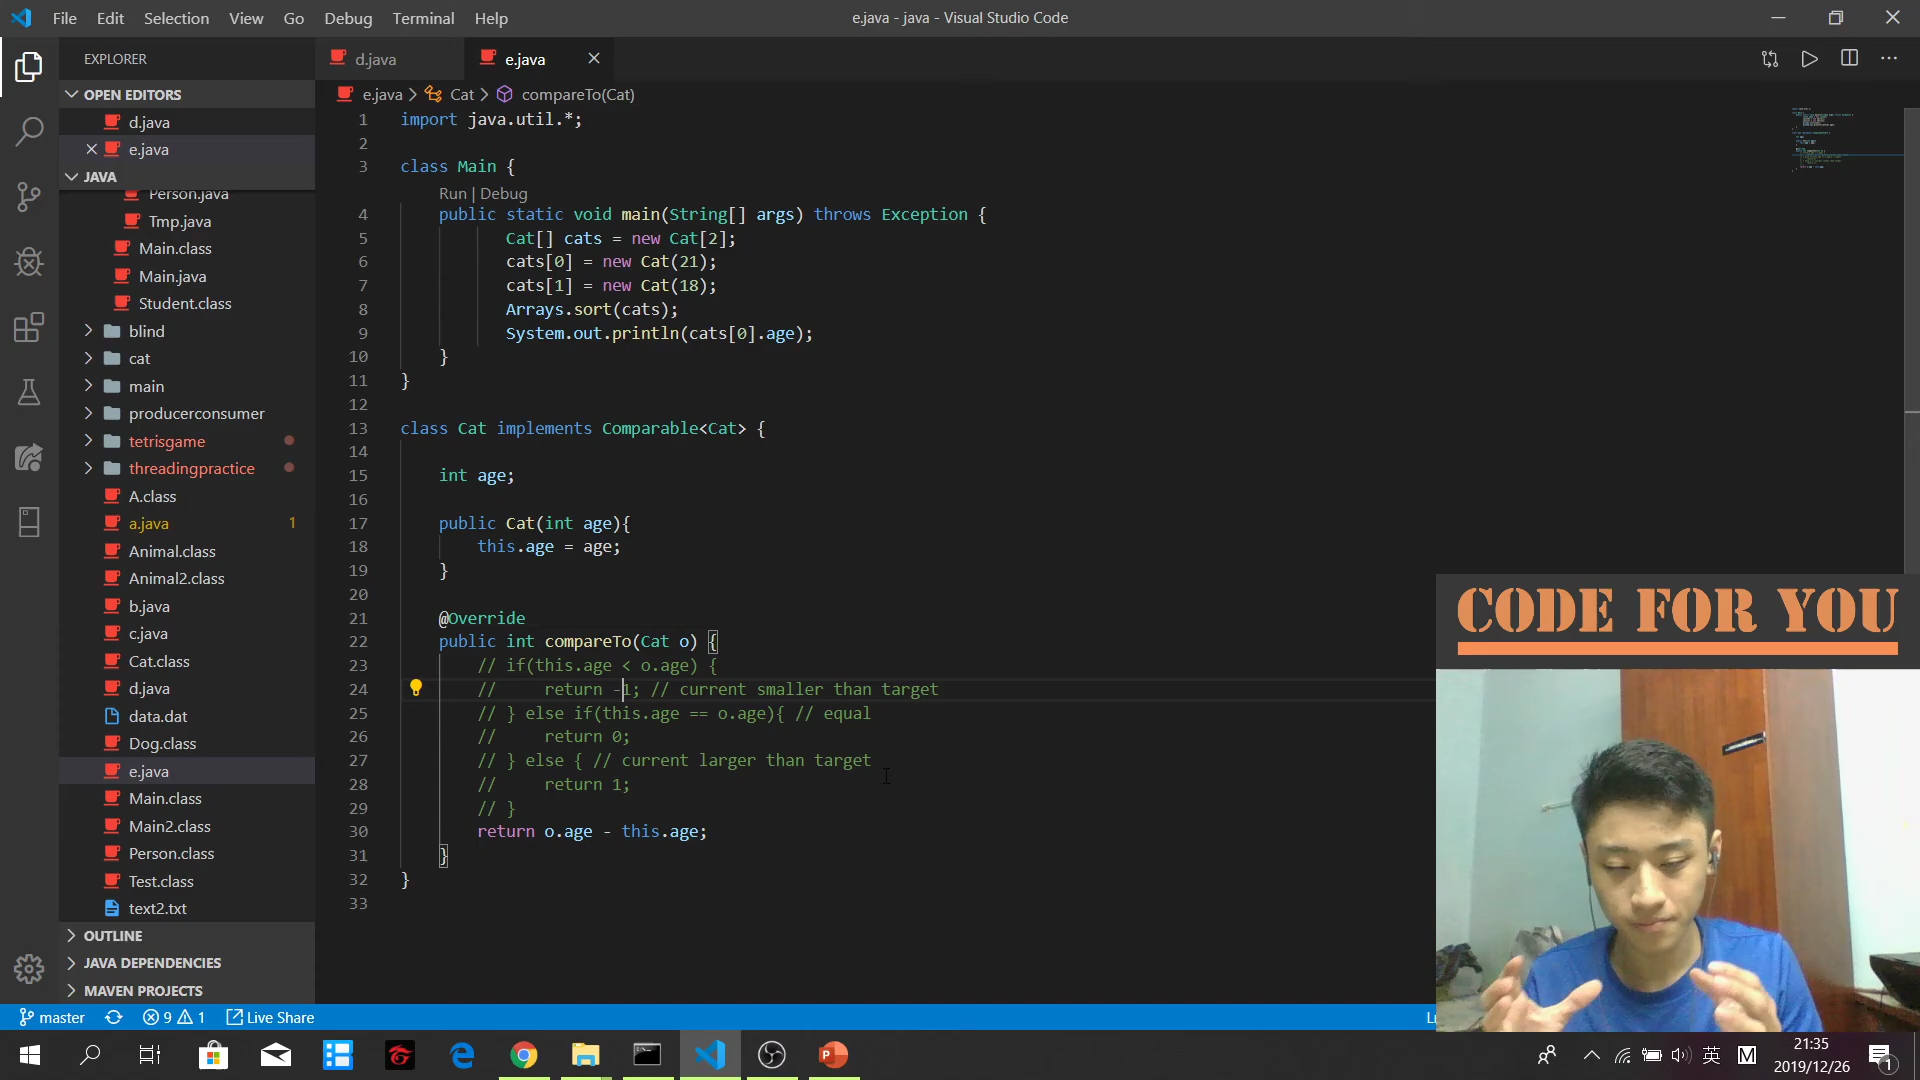 File Edit Selection View Go Debug Terminal Help
e.java - java - Visual Studio Code
EXPLORER
OPEN EDITORS
d.java
e.java
JAVA
Person.java
Tmp.java
Main.class
Main.java
Student.class
blind
cat
main
producerconsumer
tetrisgame
threadingpractice
A.class
a.java 1
Animal.class
Animal2.class
b.java
c.java
Cat.class
d.java
data.dat
Dog.class
e.java
Main.class
Main2.class
Person.class
Test.class
text2.txt
OUTLINE
JAVA DEPENDENCIES
MAVEN PROJECTS
d.java e.java
e.java > Cat > compareTo(Cat)
1 import java.util.*;
2
3 class Main {
Run | Debug
4 public static void main(String[] args) throws Exception {
5 Cat[] cats = new Cat[2];
6 cats[0] = new Cat(21);
7 cats[1] = new Cat(18);
8 Arrays.sort(cats);
9 System.out.println(cats[0].age);
10 }
11 }
12
13 class Cat implements Comparable<Cat> {
14
15 int age;
16
17 public Cat(int age){
18 this.age = age;
19 }
20
21 @Override
22 public int compareTo(Cat o) {
23 // if(this.age < o.age) {
24 // return -1; // current smaller than target
25 // } else if(this.age == o.age){ // equal
26 // return 0;
27 // } else { // current larger than target
28 // return 1;
29 // }
30 return o.age - this.age;
31 }
32 }
33
CODE FOR YOU
master 9 1 Live Share
英 M
21:35
2019/12/26
1